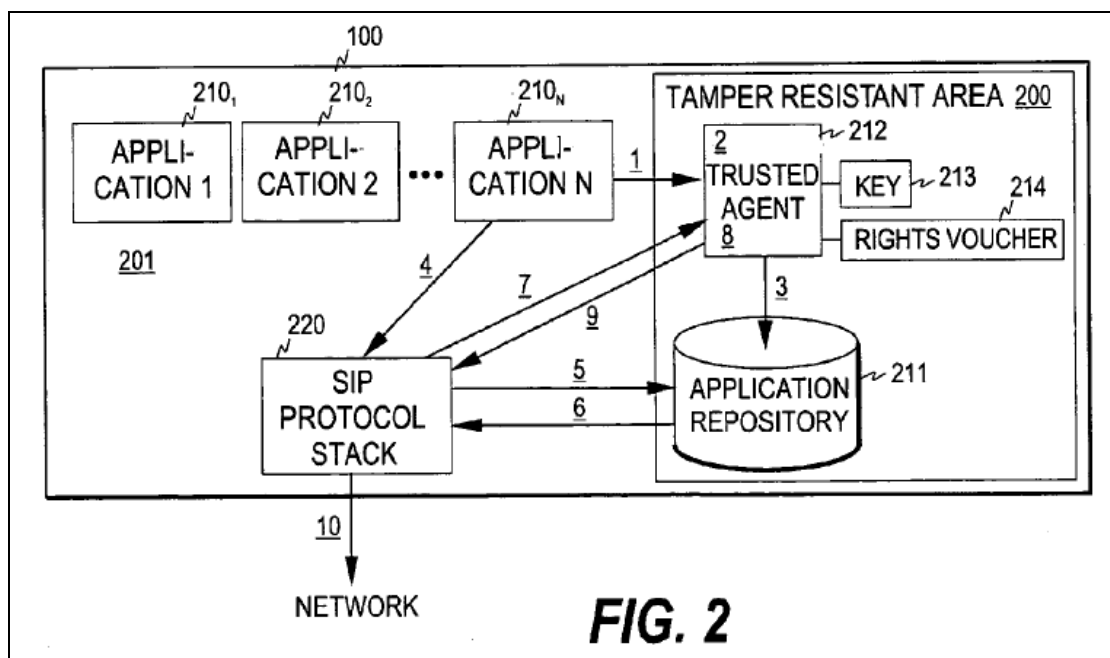 100
210₁
210₂
210N
APPLI-
CATION 1
APPLI-
CATION 2
•••
APPLI-
CATION N
201
TAMPER RESISTANT AREA 200
1
2
TRUSTED
AGENT
8
212
KEY
213
214
RIGHTS VOUCHER
4
7
9
3
220
SIP
PROTOCOL
STACK
5
6
APPLICATION
REPOSITORY
211
10
NETWORK
FIG. 2